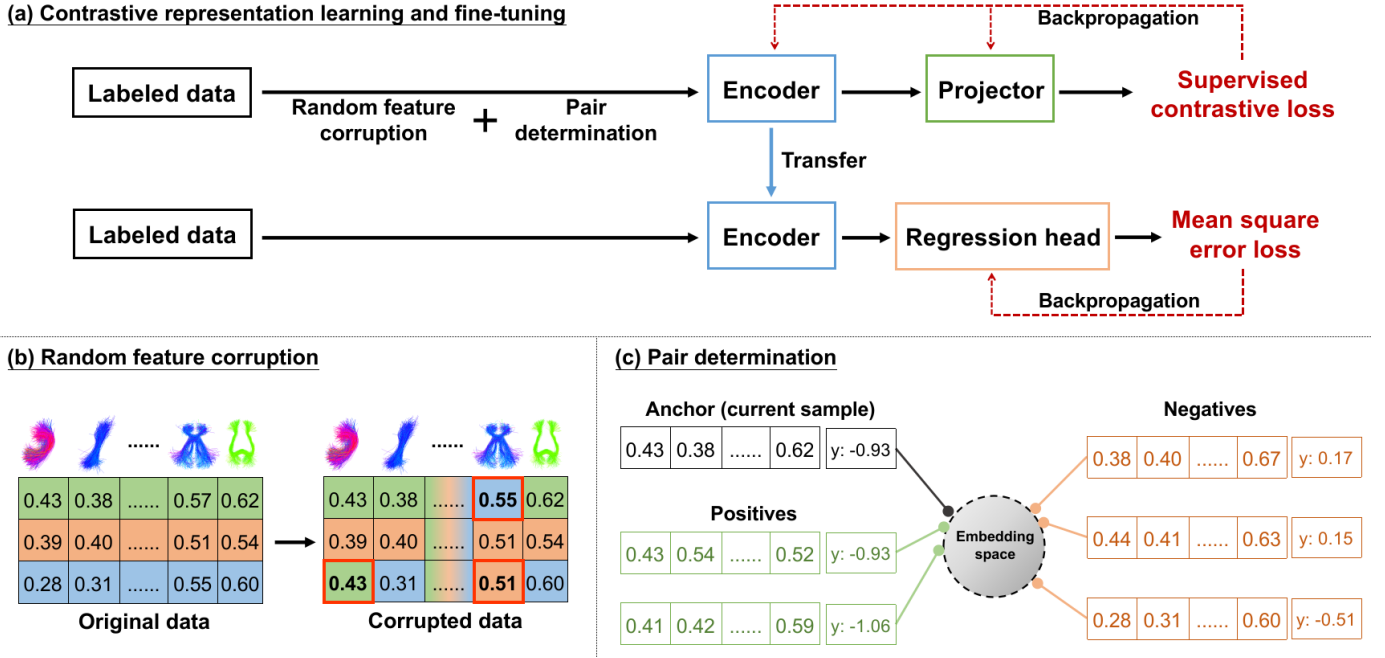 (a) Contrastive representation learning and fine-tuning
Backpropagation
Labeled data
Random feature
corruption
+
Pair
determination
Encoder
Projector
Supervised
contrastive loss
Transfer
Labeled data
Encoder
Regression head
Mean square
error loss
Backpropagation
(b) Random feature corruption
......
0.43 0.38 ...... 0.57 0.62
0.39 0.40 ...... 0.51 0.54
0.28 0.31 ...... 0.55 0.60
Original data
......
0.43 0.38 ...... 0.55 0.62
0.39 0.40 ...... 0.51 0.54
0.43 0.31 ...... 0.51 0.60
Corrupted data
(c) Pair determination
Anchor (current sample)
0.43 0.38 ...... 0.62 y: -0.93
Positives
0.43 0.54 ...... 0.52 y: -0.93
0.41 0.42 ...... 0.59 y: -1.06
Embedding
space
Negatives
0.38 0.40 ...... 0.67 y: 0.17
0.44 0.41 ...... 0.63 y: 0.15
0.28 0.31 ...... 0.60 y: -0.51